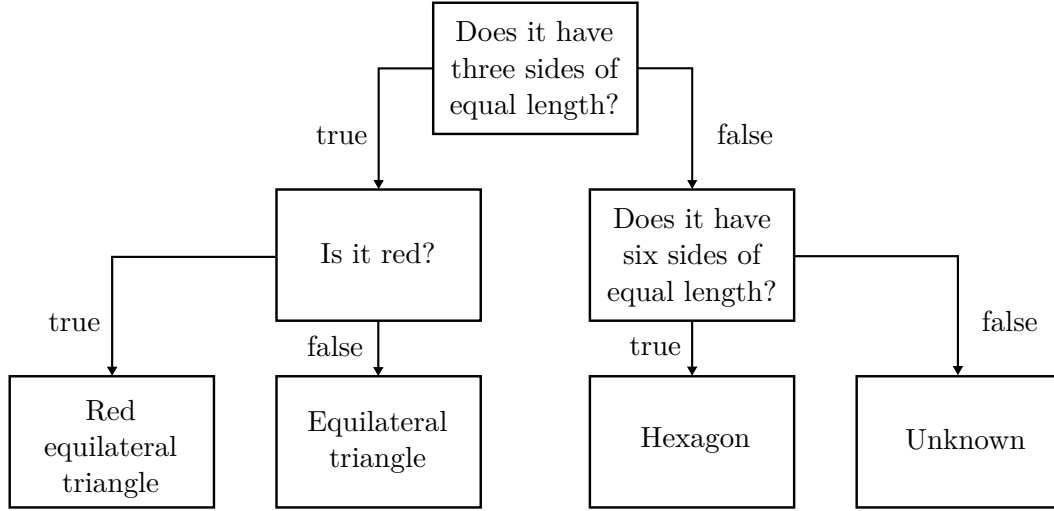 Does it have
three sides of
equal length?
true
false
Is it red?
Does it have
six sides of
equal length?
true
false
true
false
Red
equilateral
triangle
Equilateral
triangle
Hexagon
Unknown